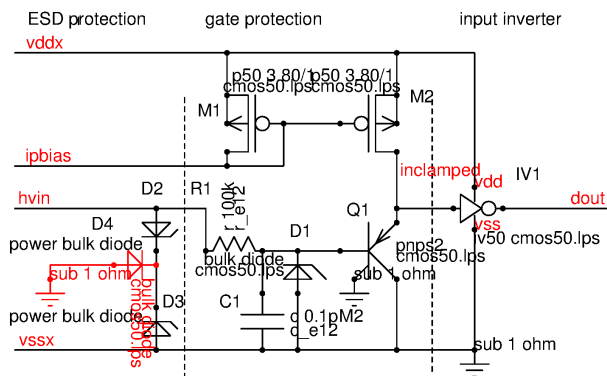 ESD protection
gate protection
input inverter
vddx
p50 3.80/1
p50 3.80/1
cmos50.lps
cmos50.lps
M1
M2
ipbias
inclamped
IV1
hvin
D2
R1
r_100k
r_e12
vdd
dout
Q1
D4
D1
vss
power bulk diode
bulk diode
pnps2
iv50 cmos50.lps
cmos50.lps
cmos50.lps
sub 1 ohm
sub 1 ohm
bulk diode
cmos50.lps
D3
C1
power bulk diode
c 0.1pM2
c_e12
vssx
sub 1 ohm